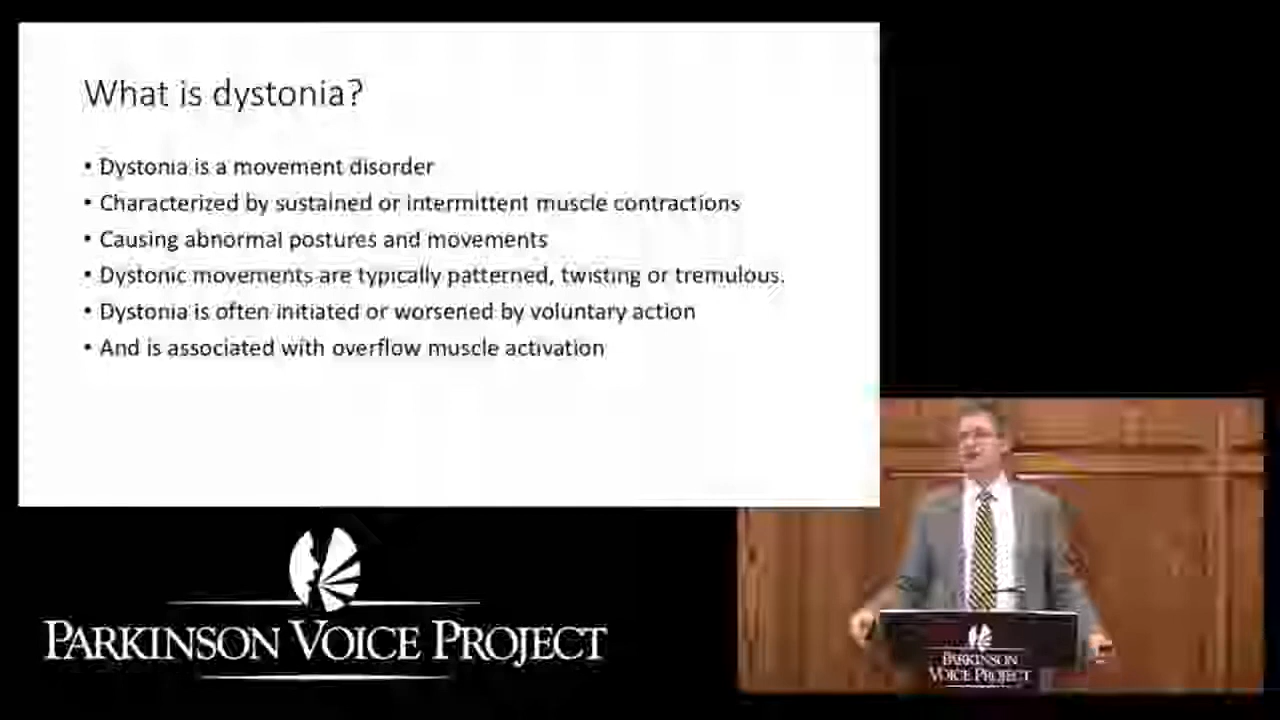 What is dystonia?
• Dystonia is a movement disorder
• Characterized by sustained or intermittent muscle contractions
• Causing abnormal postures and movements
• Dystonic movements are typically patterned, twisting or tremulous.
• Dystonia is often initiated or worsened by voluntary action
• And is associated with overflow muscle activation
PARKINSON VOICE PROJECT
PARKINSON
VOICE PROJECT